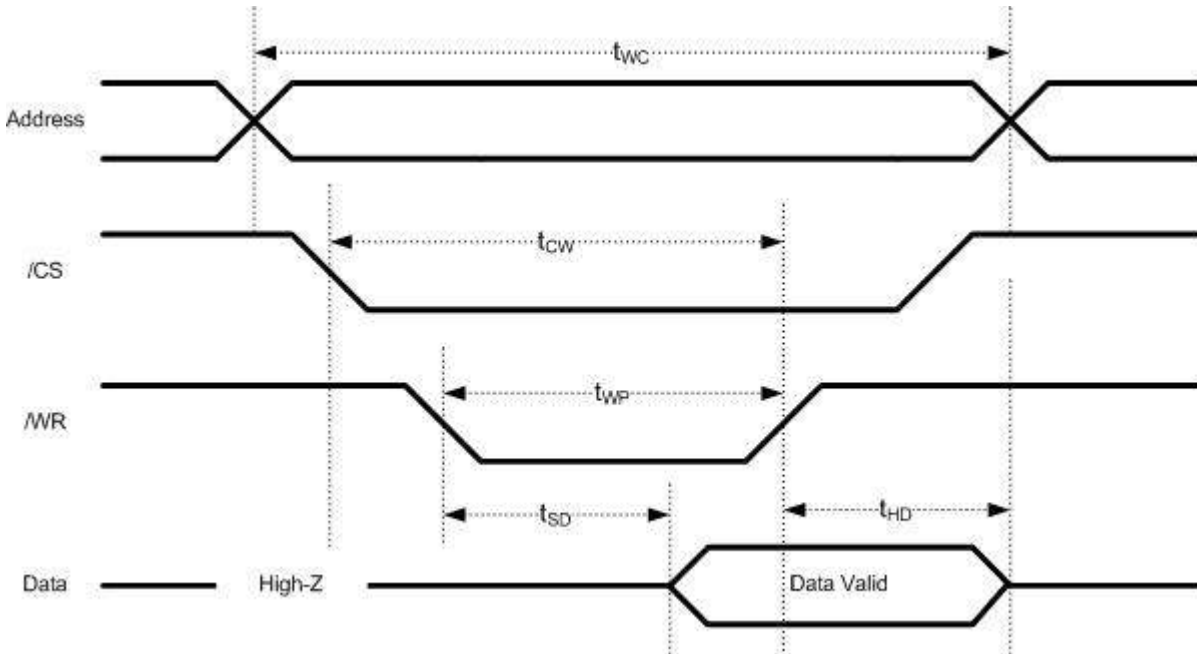 tWC
Address
tCW
/CS
tWP
/WR
tSD
tHD
Data
High-Z
Data Valid